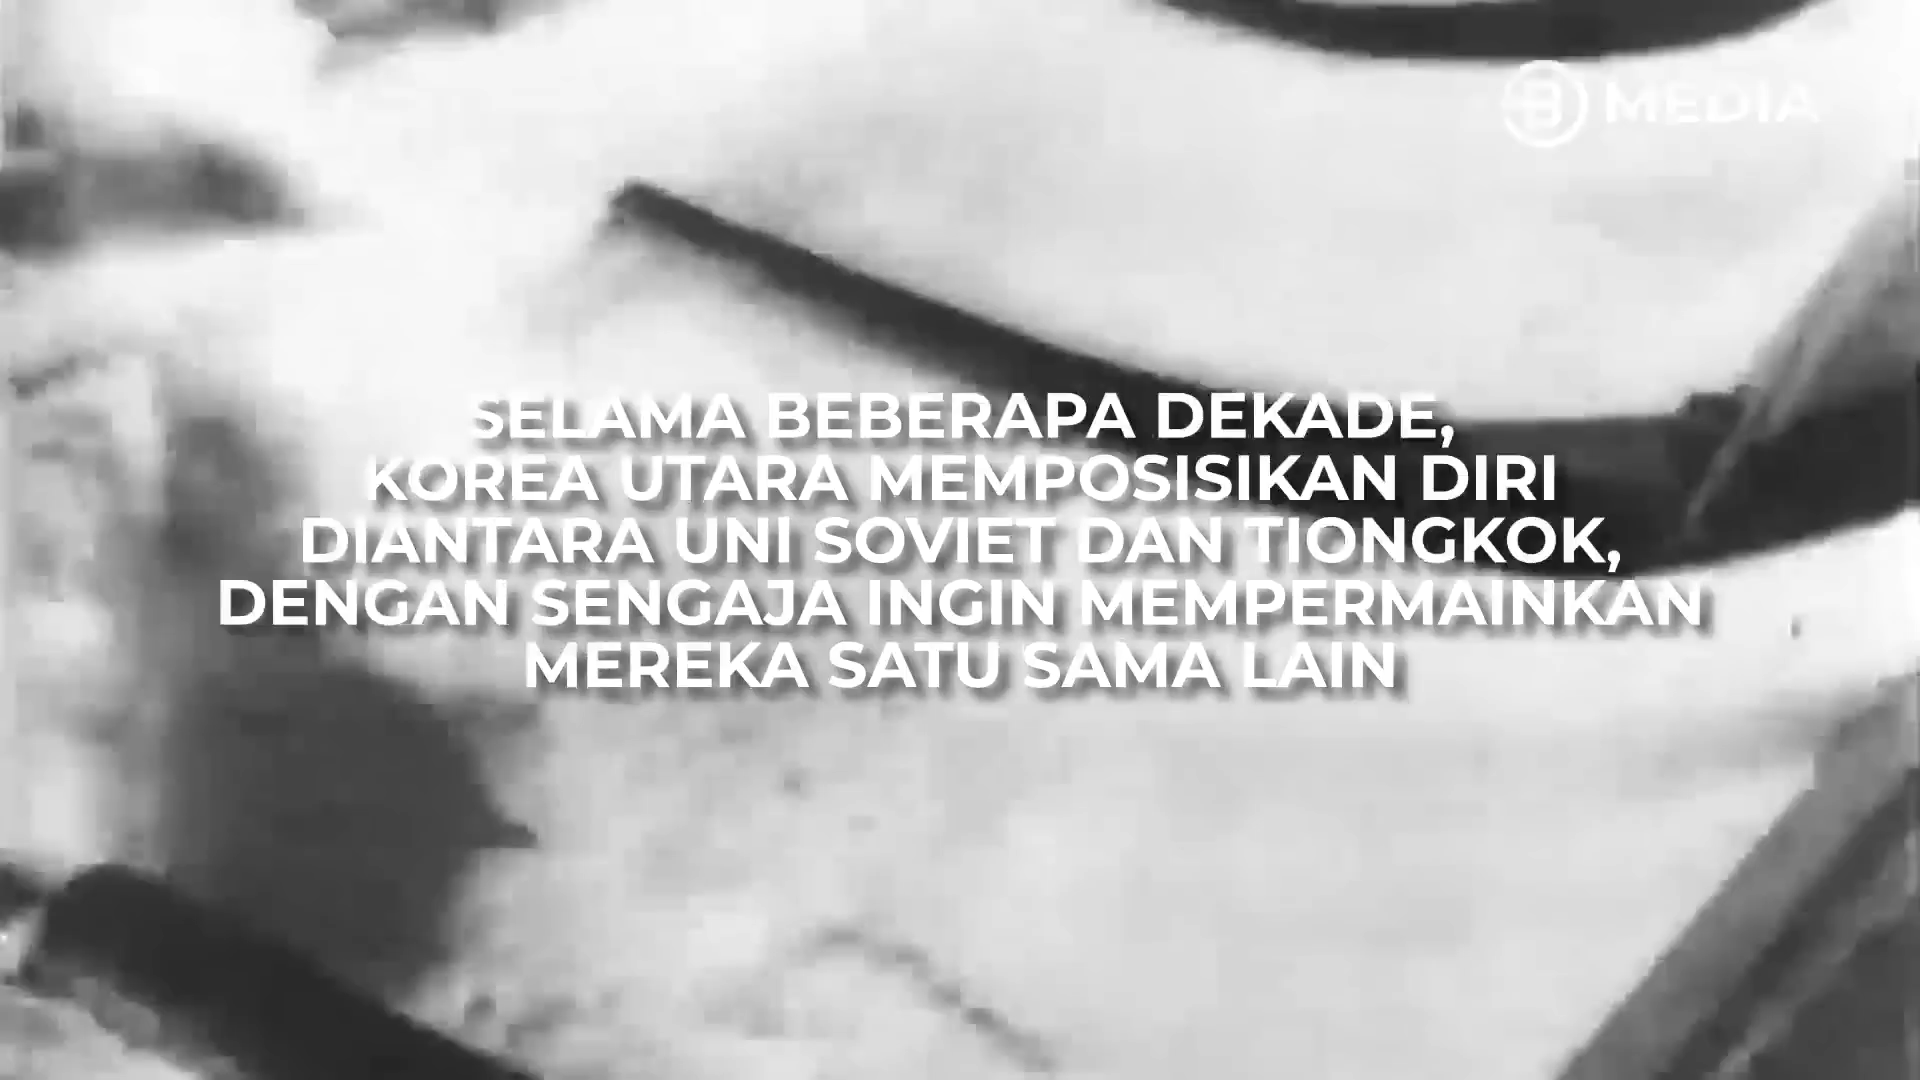 B MEDIA
SELAMA BEBERAPA DEKADE,
KOREA UTARA MEMPOSISIKAN DIRI
DIANTARA UNI SOVIET DAN TIONGKOK,
DENGAN SENGAJA INGIN MEMPERMAINKAN
MEREKA SATU SAMA LAIN